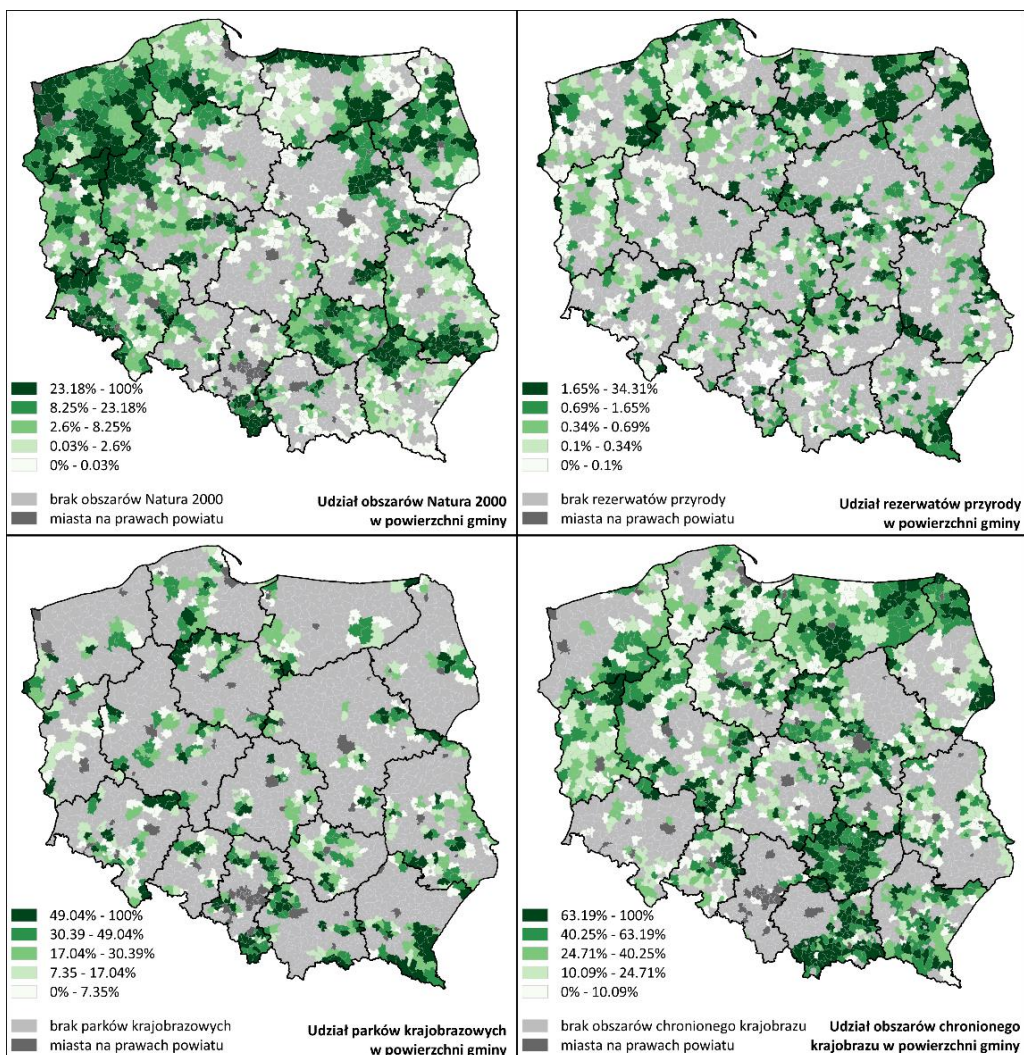 23.18% - 100%
8.25% - 23.18%
2.6% - 8.25%
0.03% - 2.6%
0% - 0.03%
brak obszarów Natura 2000
miasta na prawach powiatu
Udział obszarów Natura 2000
w powierzchni gminy
1.65% - 34.31%
0.69% - 1.65%
0.34% - 0.69%
0.1% - 0.34%
0% - 0.1%
brak rezerwatów przyrody
miasta na prawach powiatu
Udział rezerwatów przyrody
w powierzchni gminy
49.04% - 100%
30.39 - 49.04%
17.04% - 30.39%
7.35 - 17.04%
0% - 7.35%
brak parków krajobrazowych
miasta na prawach powiatu
Udział parków krajobrazowych
w powierzchni gminy
63.19% - 100%
40.25% - 63.19%
24.71% - 40.25%
10.09% - 24.71%
0% - 10.09%
brak obszarów chronionego krajobrazu
miasta na prawach powiatu
Udział obszarów chronionego
krajobrazu w powierzchni gminy